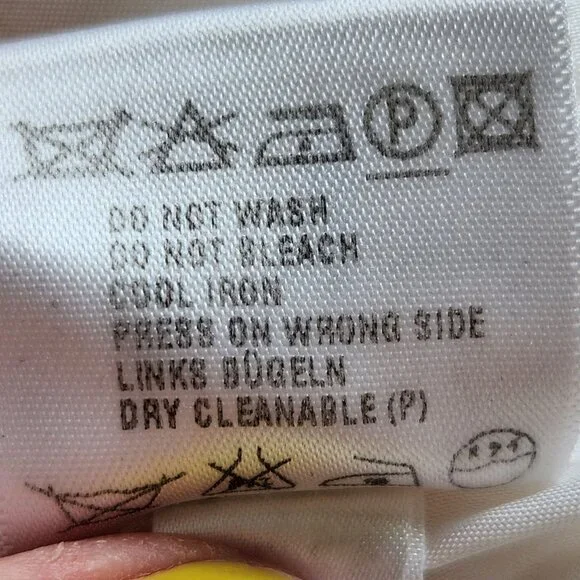 P
DO NOT WASH
DO NOT BLEACH
COOL IRON
PRESS ON WRONG SIDE
LINKS BÜGELN
DRY CLEANABLE (P)